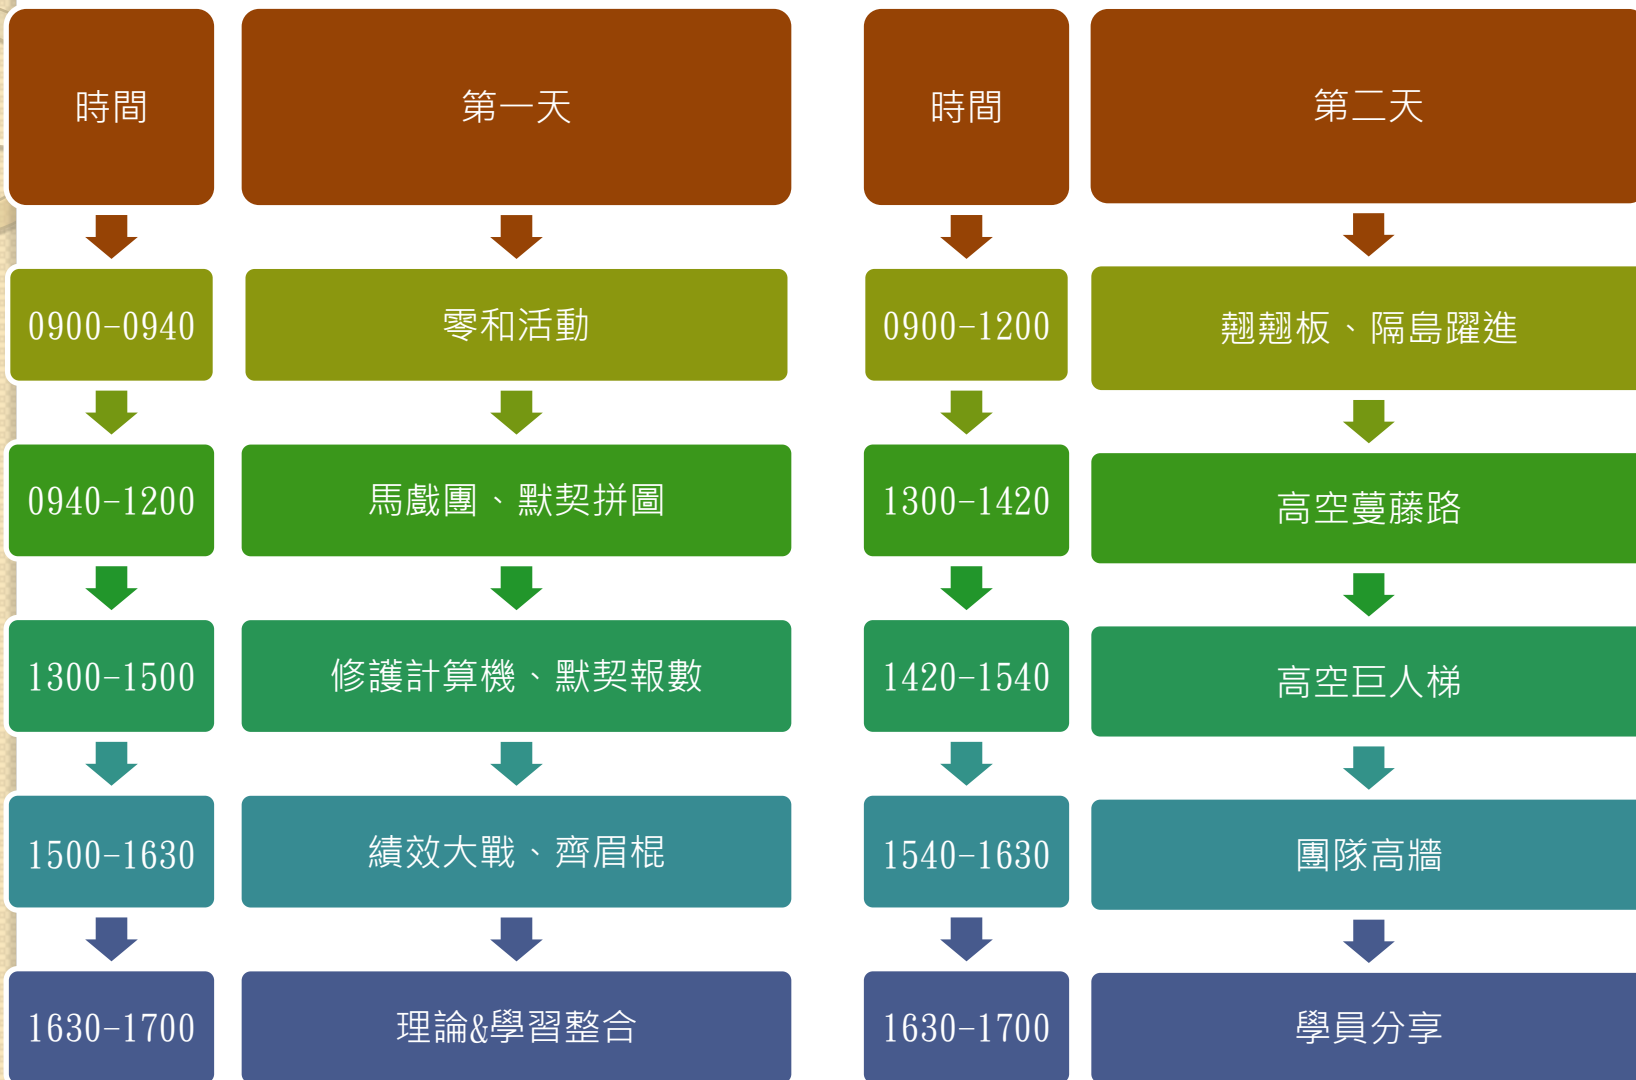 時間 第一天 時間 第二天
0900-0940 零和活動 0900-1200 翹翹板、隔島躍進
0940-1200 馬戲團、默契拼圖 1300-1420 高空蔓藤路
1300-1500 修護計算機、默契報數 1420-1540 高空巨人梯
1500-1630 績效大戰、齊眉棍 1540-1630 團隊高牆
1630-1700 理論&學習整合 1630-1700 學員分享